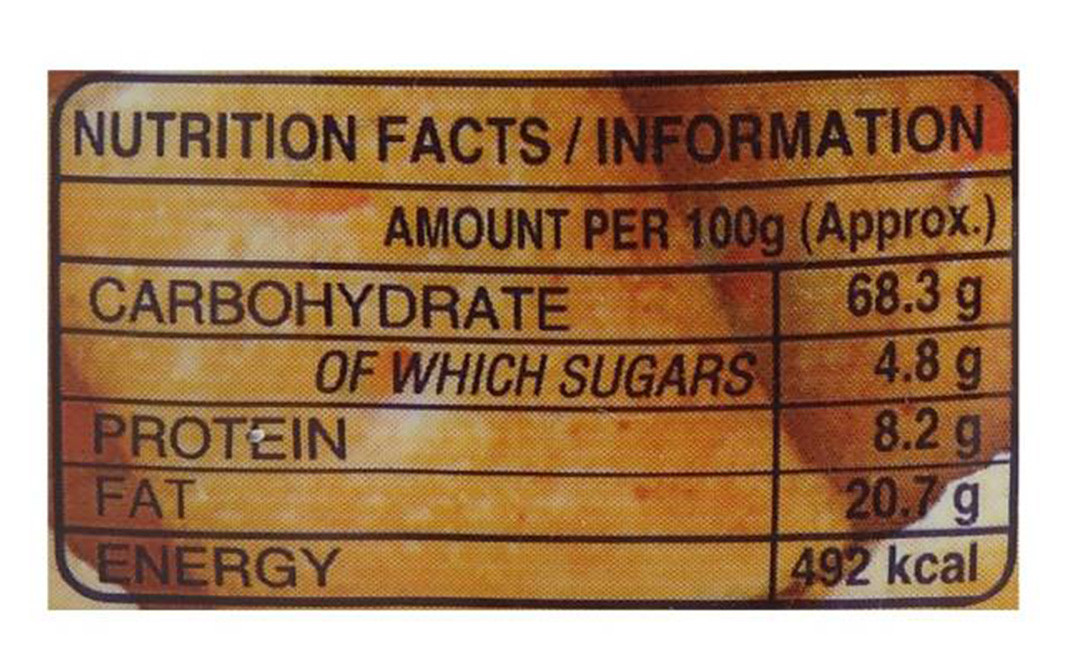 NUTRITION FACTS / INFORMATION
AMOUNT PER 100g (Approx.)
CARBOHYDRATE 68.3 g
OF WHICH SUGARS 4.8 g
PROTEIN 8.2 g
FAT 20.7 g
ENERGY 492 kcal